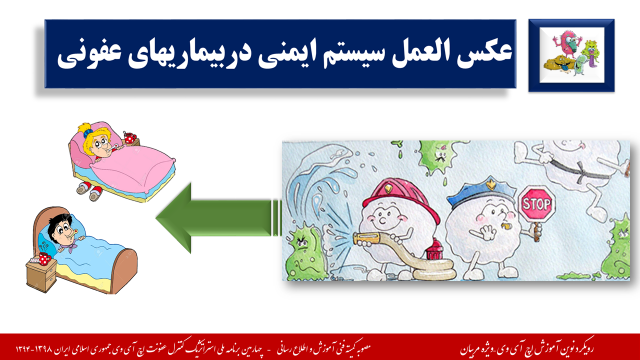 عکس العمل سیستم ایمنی دربیماریهای عفونی
STOP
رویکرد نوین آموزش اچ آی وی ویژه مربیان
مصوبه کمیته فنی آموزش و اطلاع رسانی - چهارمین برنامه ملی استراتژیک کنترل عفونت اچ آی وی جمهوری اسلامی ایران ۱۳۹۸-۱۳۹۴